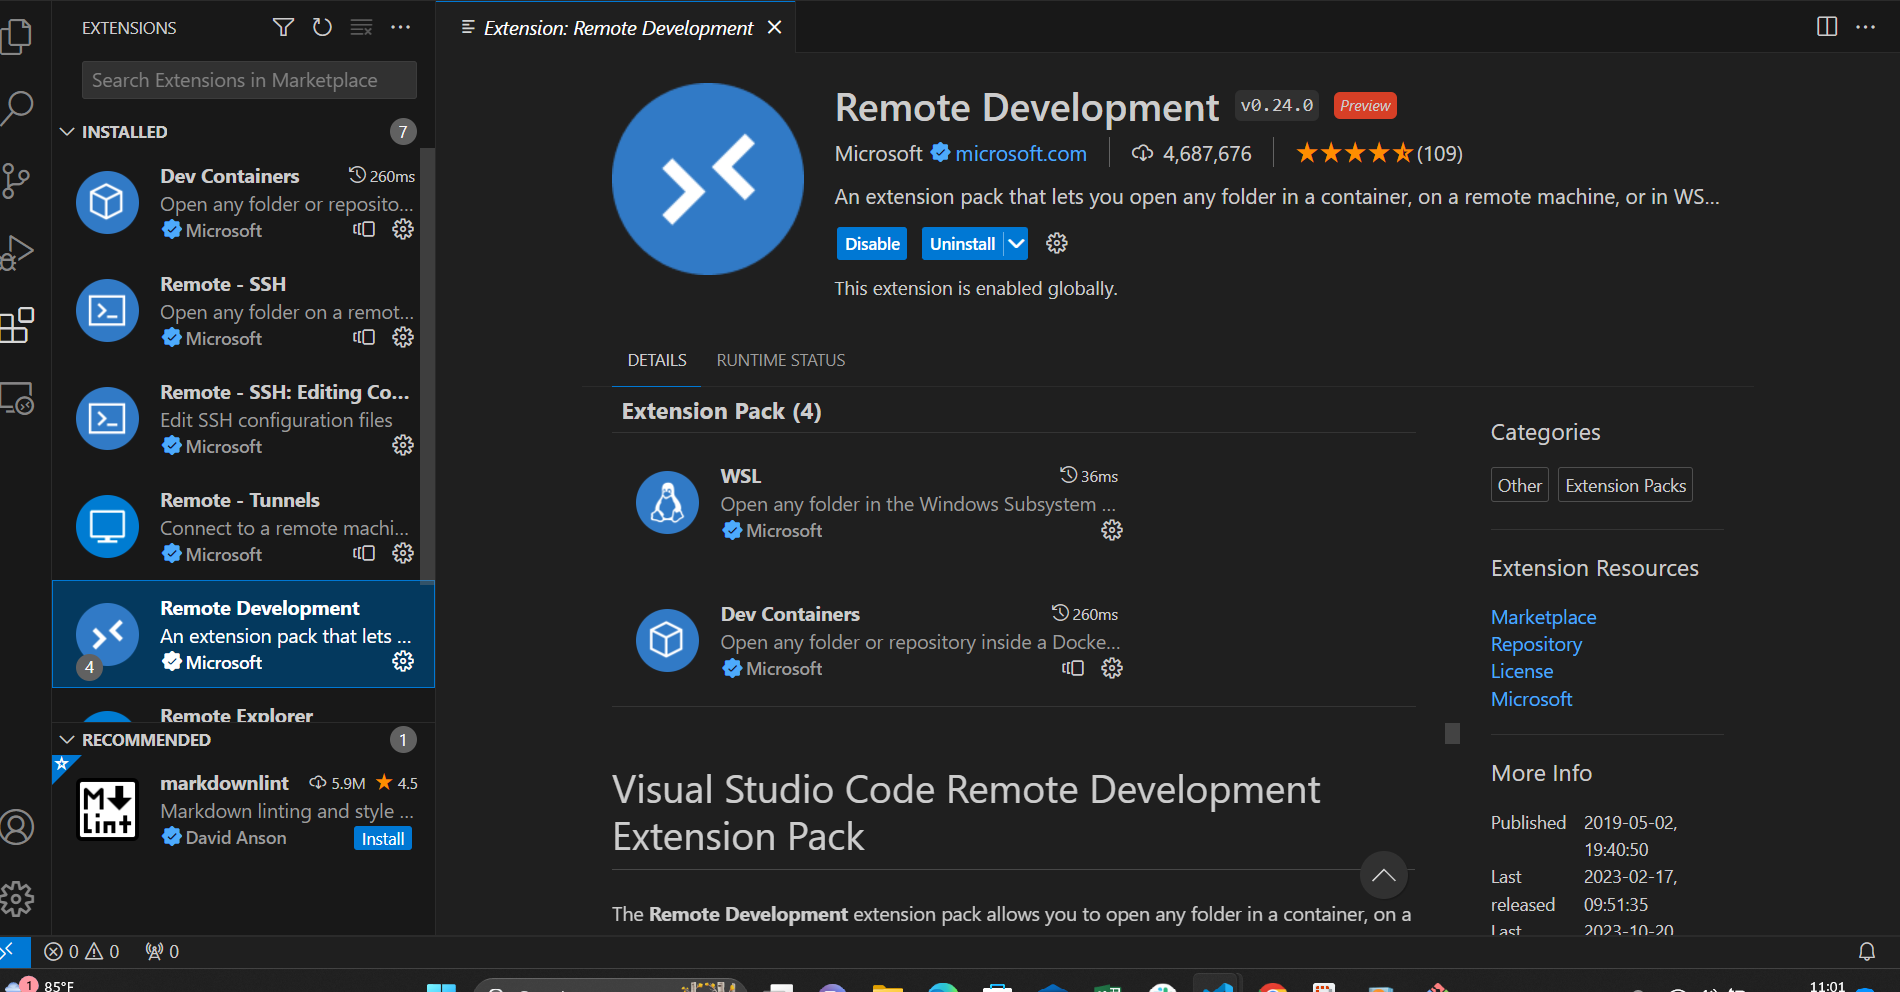 EXTENSIONS
Search Extensions in Marketplace
INSTALLED
7
Dev Containers
260ms
Open any folder or reposito...
Microsoft
Remote - SSH
Open any folder on a remot...
Microsoft
Remote - SSH: Editing Co...
Edit SSH configuration files
Microsoft
Remote - Tunnels
Connect to a remote machi...
Microsoft
Remote Development
An extension pack that lets ...
4
Microsoft
Remote Explorer
RECOMMENDED
1
markdownlint
5.9M
4.5
Markdown linting and style ...
M
Lint
David Anson
Install
Extension: Remote Development
Remote Development
v0.24.0
Preview
Microsoft
microsoft.com
4,687,676
(109)
An extension pack that lets you open any folder in a container, on a remote machine, or in WS...
Disable
Uninstall
This extension is enabled globally.
DETAILS
RUNTIME STATUS
Extension Pack (4)
WSL
36ms
Open any folder in the Windows Subsystem ...
Microsoft
Dev Containers
260ms
Open any folder or repository inside a Docke...
Microsoft
Visual Studio Code Remote Development
Extension Pack
The Remote Development extension pack allows you to open any folder in a container, on a
Categories
Other
Extension Packs
Extension Resources
Marketplace
Repository
License
Microsoft
More Info
Published 2019-05-02,
19:40:50
Last 2023-02-17,
released 09:51:35
Last 2023-10-20
0
0
0
1
85°F
11:01